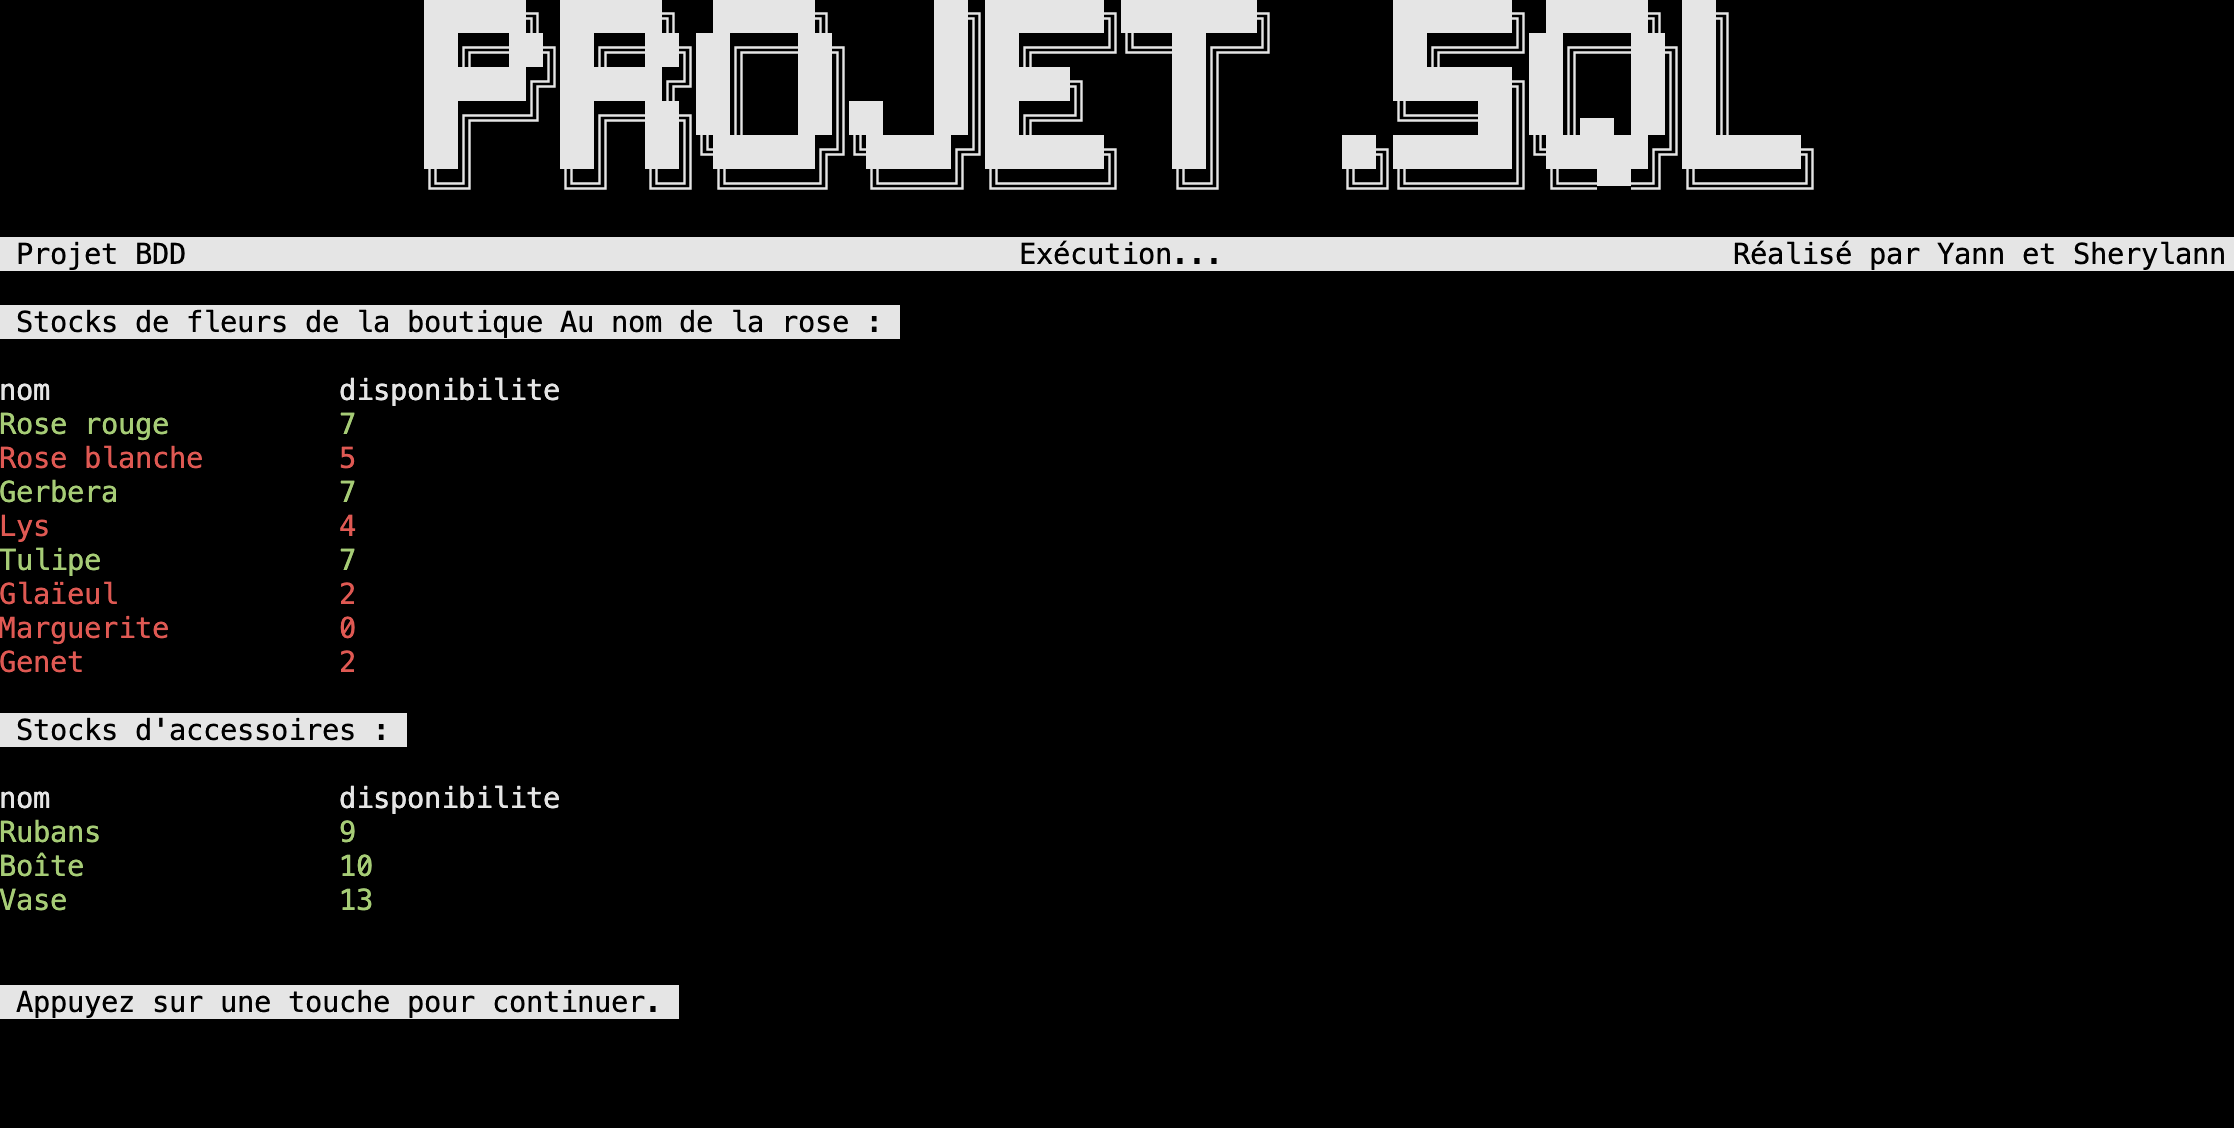 PROJET .SQL
Projet BDD Exécution... Réalisé par Yann et Sherylann
Stocks de fleurs de la boutique Au nom de la rose :
nom disponibilite
Rose rouge 7
Rose blanche 5
Gerbera 7
Lys 4
Tulipe 7
Glaïeul 2
Marguerite 0
Genet 2
Stocks d'accessoires :
nom disponibilite
Rubans 9
Boîte 10
Vase 13
Appuyez sur une touche pour continuer.